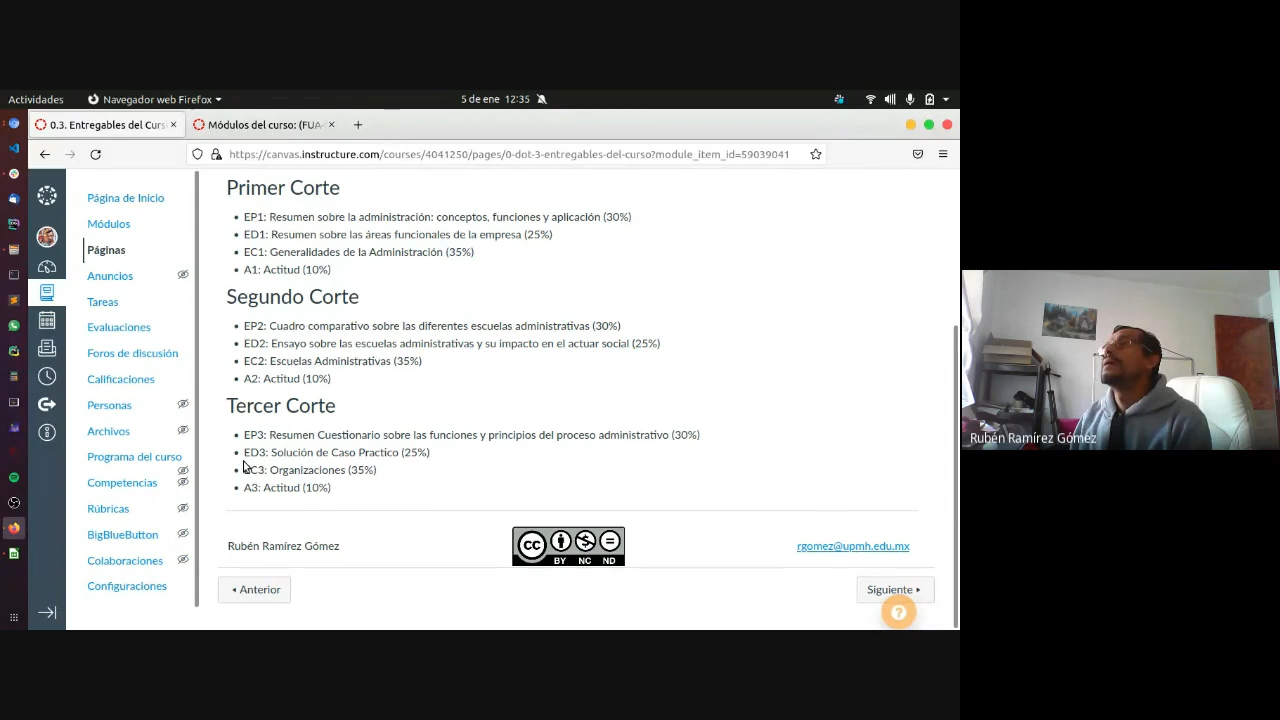 Actividades
Navegador web Firefox
5 de ene 12:35
0.3. Entregables del Curs
Módulos del curso: (FUA-
https://canvas.instructure.com/courses/4041250/pages/0-dot-3-entregables-del-curso?module_item_id=59039041
Página de Inicio
Módulos
Páginas
Anuncios
Tareas
Evaluaciones
Foros de discusión
Calificaciones
Personas
Archivos
Programa del curso
Competencias
Rúbricas
BigBlueButton
Colaboraciones
Configuraciones
Primer Corte
EP1: Resumen sobre la administración: conceptos, funciones y aplicación (30%)
ED1: Resumen sobre las áreas funcionales de la empresa (25%)
EC1: Generalidades de la Administración (35%)
A1: Actitud (10%)
Segundo Corte
EP2: Cuadro comparativo sobre las diferentes escuelas administrativas (30%)
ED2: Ensayo sobre las escuelas administrativas y su impacto en el actuar social (25%)
EC2: Escuelas Administrativas (35%)
A2: Actitud (10%)
Tercer Corte
EP3: Resumen Cuestionario sobre las funciones y principios del proceso administrativo (30%)
ED3: Solución de Caso Practico (25%)
EC3: Organizaciones (35%)
A3: Actitud (10%)
Rubén Ramírez Gómez
CC BY NC ND
rgomez@upmh.edu.mx
Anterior
Siguiente
Rubén Ramírez Gómez